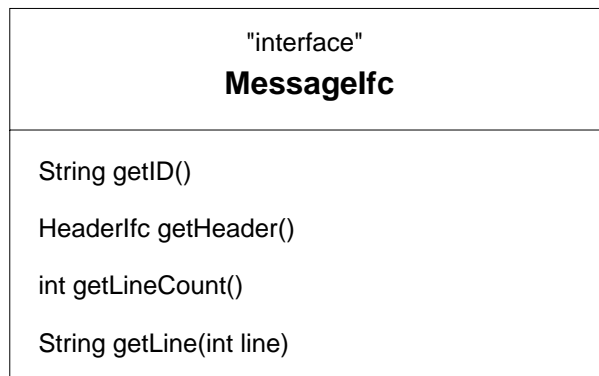 "interface"
MessageIfc
String getID()
HeaderIfc getHeader()
int getLineCount()
String getLine(int line)